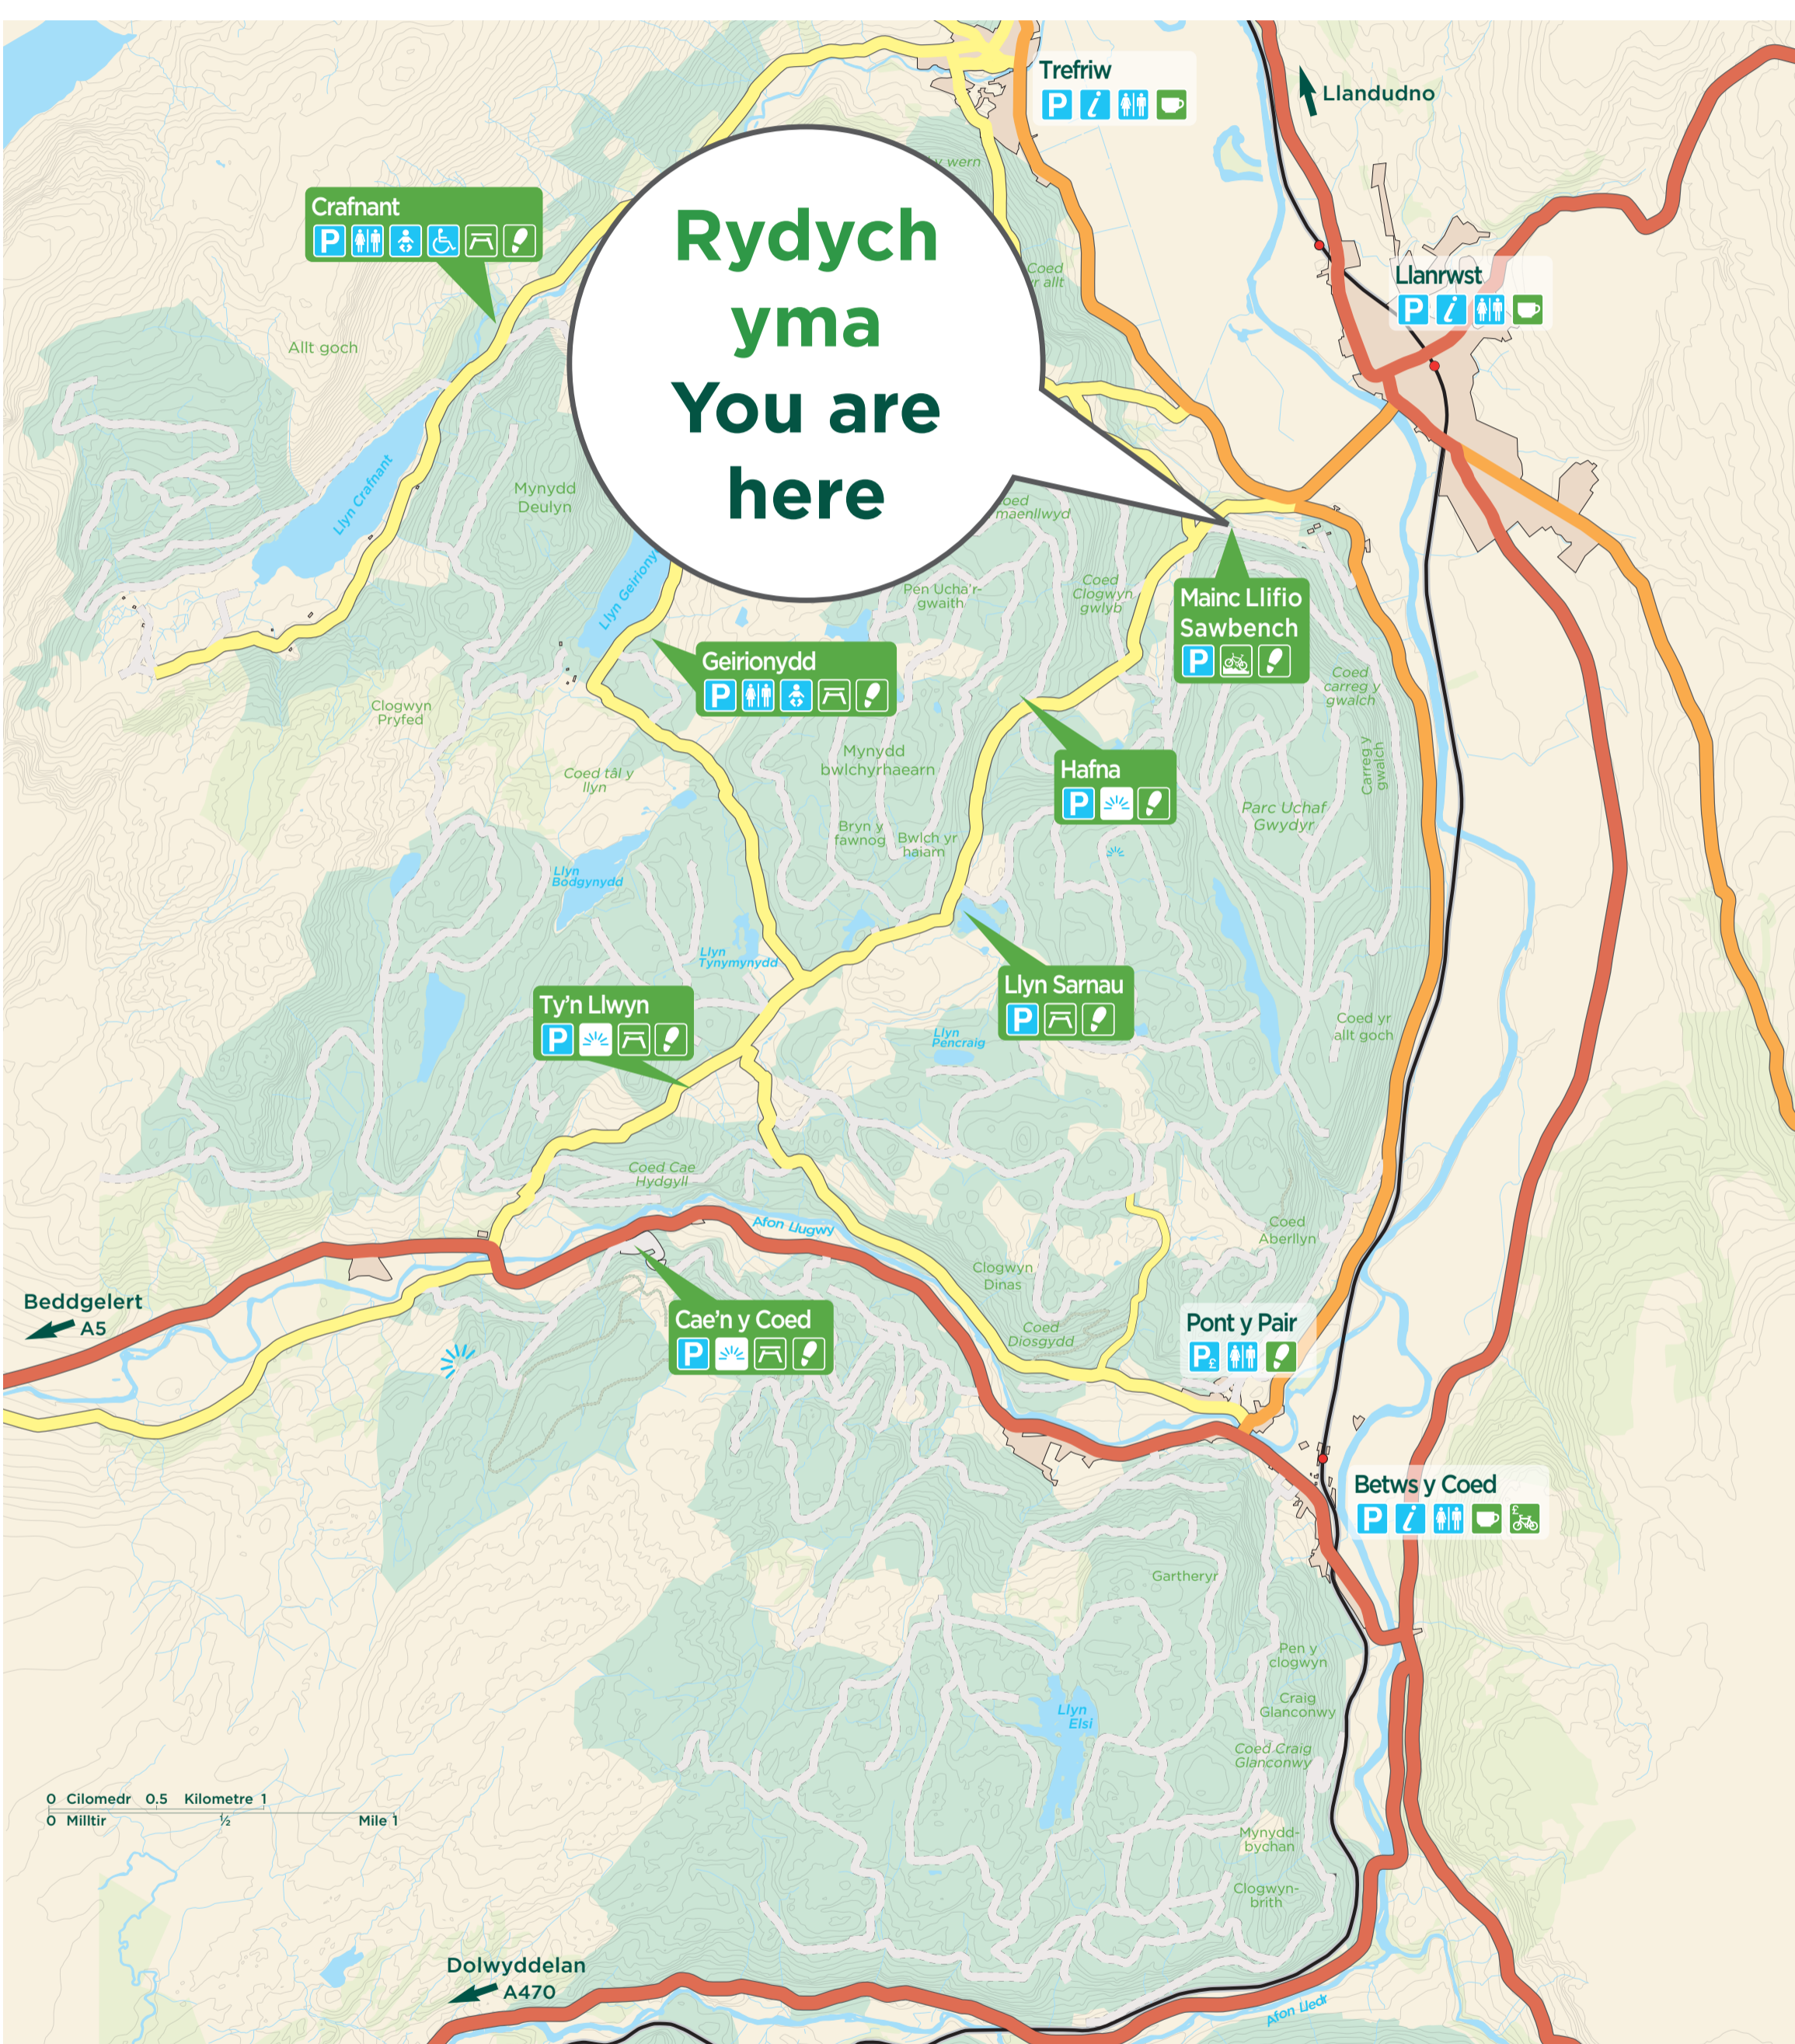 Trefriw
P i
Llandudno
y wern
Crafnant
P
Rydych
yma
You are
here
Coed
yr allt
Llanrwst
P i
Allt goch
Llyn Crafnant
Mynydd
Deulyn
maenllwyd
Llyn Geirionydd
Pen Ucha'r-
gwaith
Coed
Clogwyn
gwlyb
Mainc Llifio
Sawbench
P
Geirionydd
P
Coed
carreg y
gwalch
Clogwyn
Pryfed
Carreg y
gwalch
Mynydd
bwlchyrhaearn
Coed tâl y
llyn
Hafna
P
Parc Uchaf
Gwydyr
Bryn y
fawnog
Bwlch yr
haiarn
Llyn
Bodgynydd
Llyn
Tynymynydd
Llyn Sarnau
P
Ty'n Llwyn
P
Coed yr
allt goch
Llyn
Pencraig
Coed Cae
Hydgyll
Afon Llugwy
Coed
Aberllyn
Clogwyn
Dinas
Beddgelert
A5
Cae'n y Coed
P
Coed
Diosgydd
Pont y Pair
P£
Betws y Coed
P i £
Gartheryr
Pen y
clogwyn
Craig
Glanconwy
Llyn
Elsi
Coed Craig
Glanconwy
0 Cilomedr 0.5 Kilometre 1
0 Milltir ½ Mile 1
Mynydd-
bychan
Clogwyn-
brith
Dolwyddelan
A470
Afon Lledr